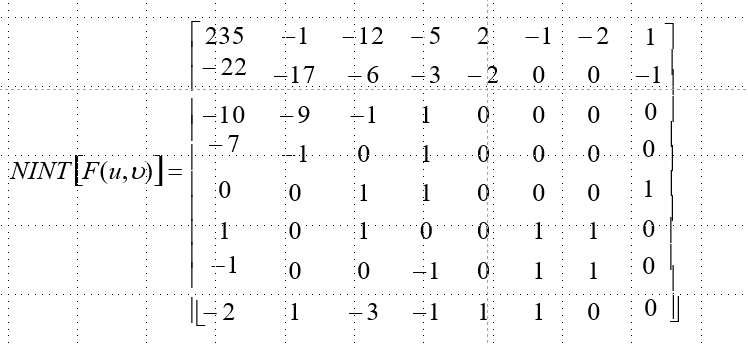 235 −1 −12 −5 2 −1 −2 1
−22 −17 −6 −3 −2 0 0 −1
−10 −9 −1 1 0 0 0 0
−7 −1 0 1 0 0 0 0
NINT[F(u,υ)]=
0 0 1 1 0 0 0 1
1 0 1 0 0 1 1 0
−1 0 0 −1 0 1 1 0
−2 1 −3 −1 1 1 0 0